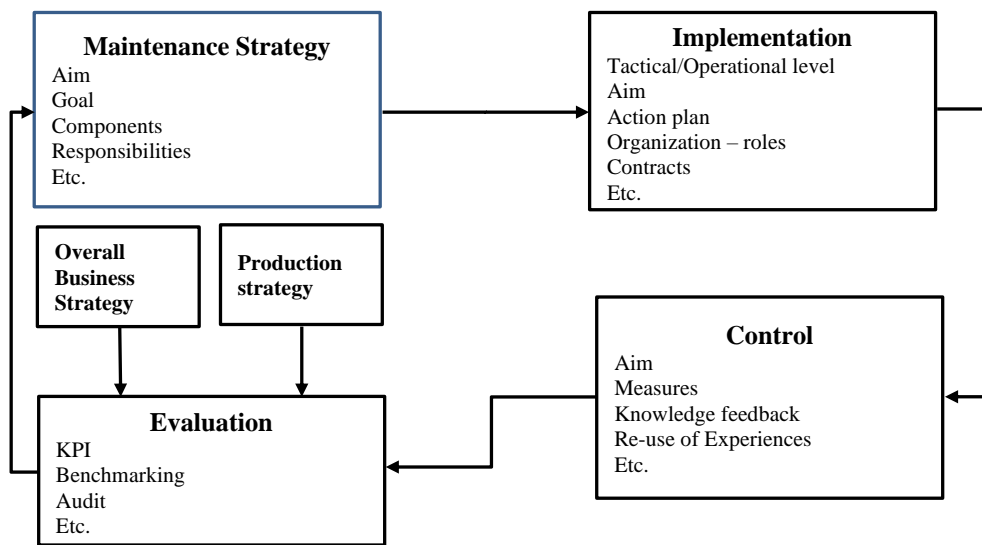 Maintenance Strategy
Aim
Goal
Components
Responsibilities
Etc.
Implementation
Tactical/Operational level
Aim
Action plan
Organization – roles
Contracts
Etc.
Overall
Business
Strategy
Production
strategy
Control
Aim
Measures
Knowledge feedback
Re-use of Experiences
Etc.
Evaluation
KPI
Benchmarking
Audit
Etc.